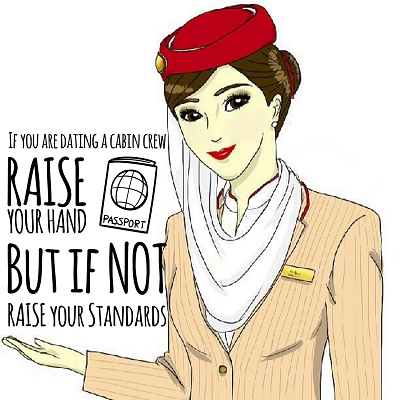 IF YOU ARE DATING A CABIN CREW
RAISE
YOUR HAND
PASSPORT
BUT IF NOT
RAISE YOUR STANDARDS